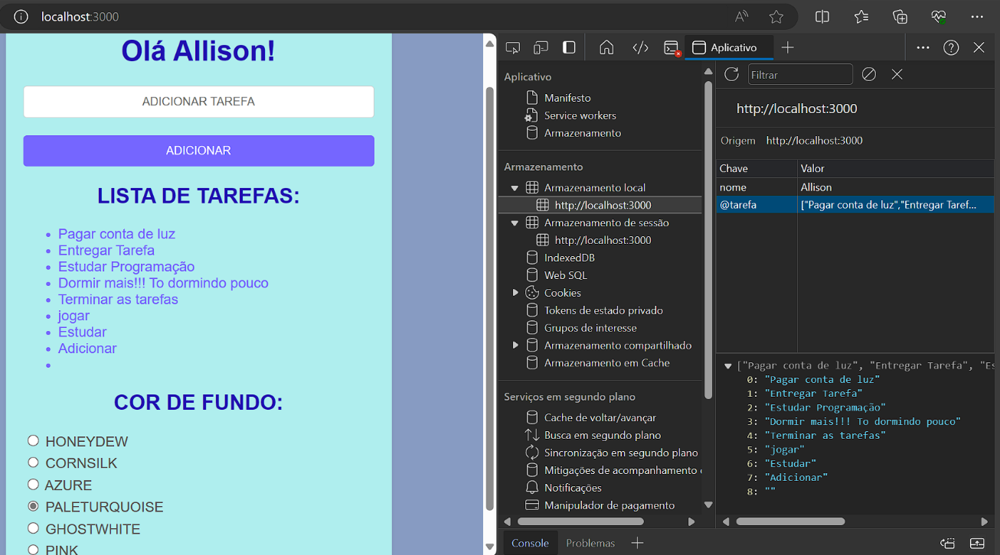 localhost:3000
Olá Allison!
ADICIONAR TAREFA
ADICIONAR
LISTA DE TAREFAS:
Pagar conta de luz
Entregar Tarefa
Estudar Programação
Dormir mais!!! To dormindo pouco
Terminar as tarefas
jogar
Estudar
Adicionar
COR DE FUNDO:
HONEYDEW
CORNSILK
AZURE
PALETURQUOISE
GHOSTWHITE
PINK
Aplicativo
Aplicativo
Manifesto
Service workers
Armazenamento
Armazenamento
Armazenamento local
http://localhost:3000
Armazenamento de sessão
http://localhost:3000
IndexedDB
Web SQL
Cookies
Tokens de estado privado
Grupos de interesse
Armazenamento compartilhado
Armazenamento em Cache
Serviços em segundo plano
Cache de voltar/avançar
Busca em segundo plano
Sincronização em segundo plano
Mitigações de acompanhamento
Notificações
Manipulador de pagamento
Filtrar
http://localhost:3000
Origem http://localhost:3000
Chave Valor
nome Allison
@tarefa ["Pagar conta de luz","Entregar Taref...
["Pagar conta de luz", "Entregar Tarefa", "Es
0: "Pagar conta de luz"
1: "Entregar Tarefa"
2: "Estudar Programação"
3: "Dormir mais!!! To dormindo pouco"
4: "Terminar as tarefas"
5: "jogar"
6: "Estudar"
7: "Adicionar"
8: ""
Console Problemas